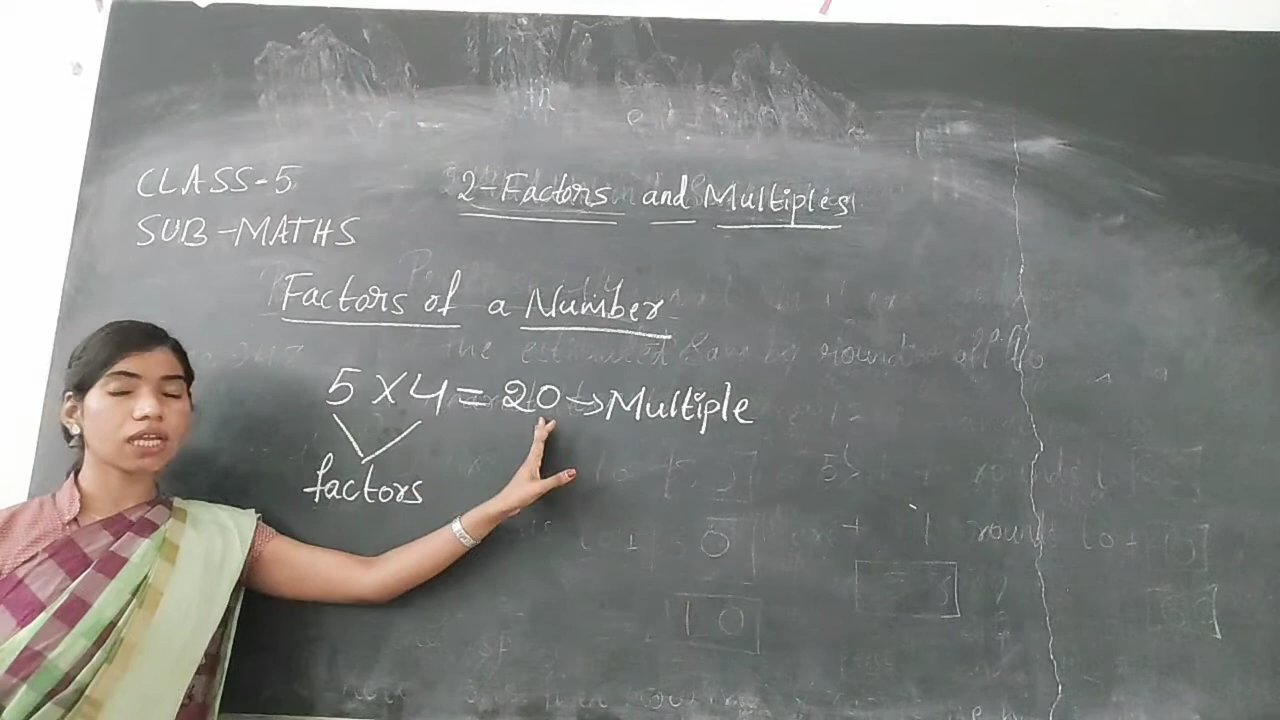 CLASS-5
2-Factors and Multiples
SUB-MATHS
Factors of a Number
5 × 4 = 20 → Multiple
factors